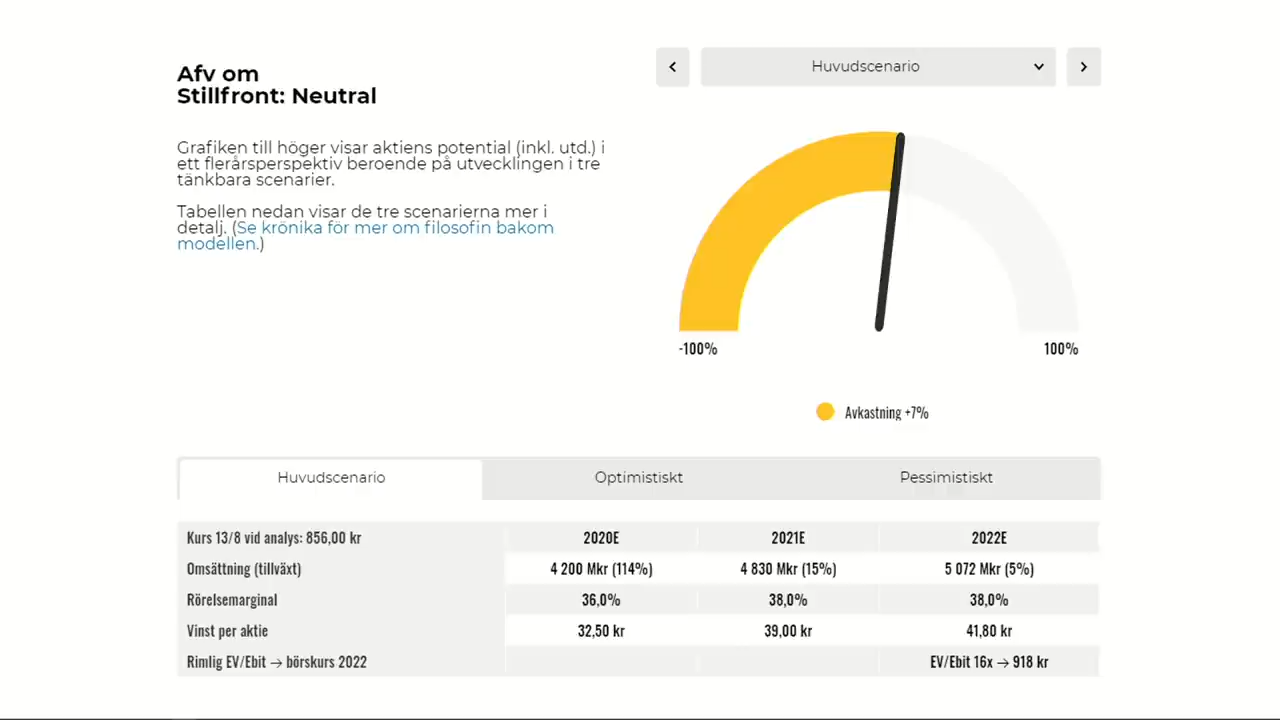 Afv om
Stillfront: Neutral
Grafiken till höger visar aktiens potential (inkl. utd.) i
ett flerårsperspektiv beroende på utvecklingen i tre
tänkbara scenarier.
Tabellen nedan visar de tre scenarierna mer i
detalj. (Se krönika för mer om filosofin bakom
modellen.)
Huvudscenario
-100% 100%
Avkastning +7%
Huvudscenario Optimistiskt Pessimistiskt
Kurs 13/8 vid analys: 856,00 kr 2020E 2021E 2022E
Omsättning (tillväxt) 4 200 Mkr (114%) 4 830 Mkr (15%) 5 072 Mkr (5%)
Rörelsemarginal 36,0% 38,0% 38,0%
Vinst per aktie 32,50 kr 39,00 kr 41,80 kr
Rimlig EV/Ebit → börskurs 2022 EV/Ebit 16x → 918 kr